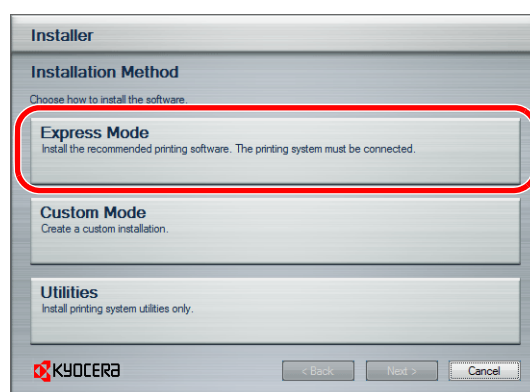 Installer
Installation Method
Choose how to install the software.
Express Mode
Install the recommended printing software. The printing system must be connected.
Custom Mode
Create a custom installation.
Utilities
Install printing system utilities only.
KYOCERA
< Back
Next >
Cancel